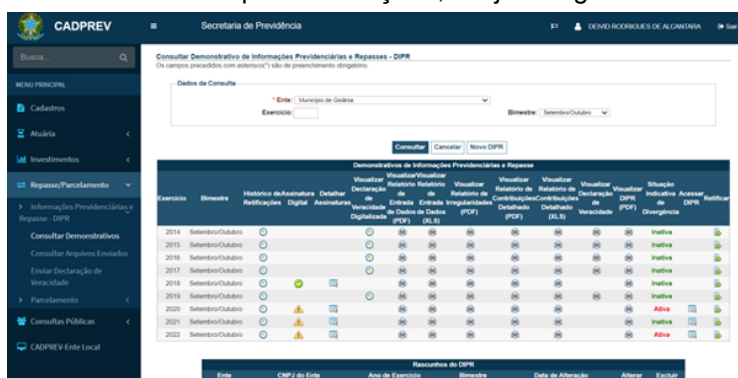 CADPREV
Secretaria de Previdência
DEIVID RODRIGUES DE ALCANTARA
Sair
Busca...
MENU PRINCIPAL
Cadastros
Atuária
Investimentos
Repasse/Parcelamento
Informações Previdenciárias e
Repasse - DIPR
Consultar Demonstrativos
Consultar Arquivos Enviados
Enviar Declaração de
Veracidade
Parcelamento
Consultas Públicas
CADPREV-Ente Local
Consultar Demonstrativo de Informações Previdenciárias e Repasses - DIPR
Os campos precedidos com asterisco(*) são de preenchimento obrigatório.
Dados da Consulta
* Ente: Município de Goiânia
Exercício: Bimestre: Setembro/Outubro
Consultar Cancelar Novo DIPR
Demonstrativos de Informações Previdenciárias e Repasse
Exercício
Bimestre
Histórico de Retificações
Assinatura Digital
Detalhar Assinaturas
Visualizar Declaração de Veracidade Digitalizada
Visualizar Relatório de Entrada de Dados (PDF)
Visualizar Relatório de Entrada de Dados (XLS)
Visualizar Relatório de Irregularidades (PDF)
Visualizar Relatório de Contribuições Detalhado (PDF)
Visualizar Relatório de Contribuições Detalhado (XLS)
Visualizar Declaração de Veracidade
Visualizar DIPR (PDF)
Situação Indicativa de Divergência
Acessar DIPR
Retificar
2014 Setembro/Outubro Inativa
2015 Setembro/Outubro Inativa
2016 Setembro/Outubro Inativa
2017 Setembro/Outubro Inativa
2018 Setembro/Outubro Inativa
2019 Setembro/Outubro Inativa
2020 Setembro/Outubro Ativa
2021 Setembro/Outubro Inativa
2022 Setembro/Outubro Ativa
Rascunhos do DIPR
Ente CNPJ do Ente Ano de Exercício Bimestre Data de Alteração Alterar Excluir